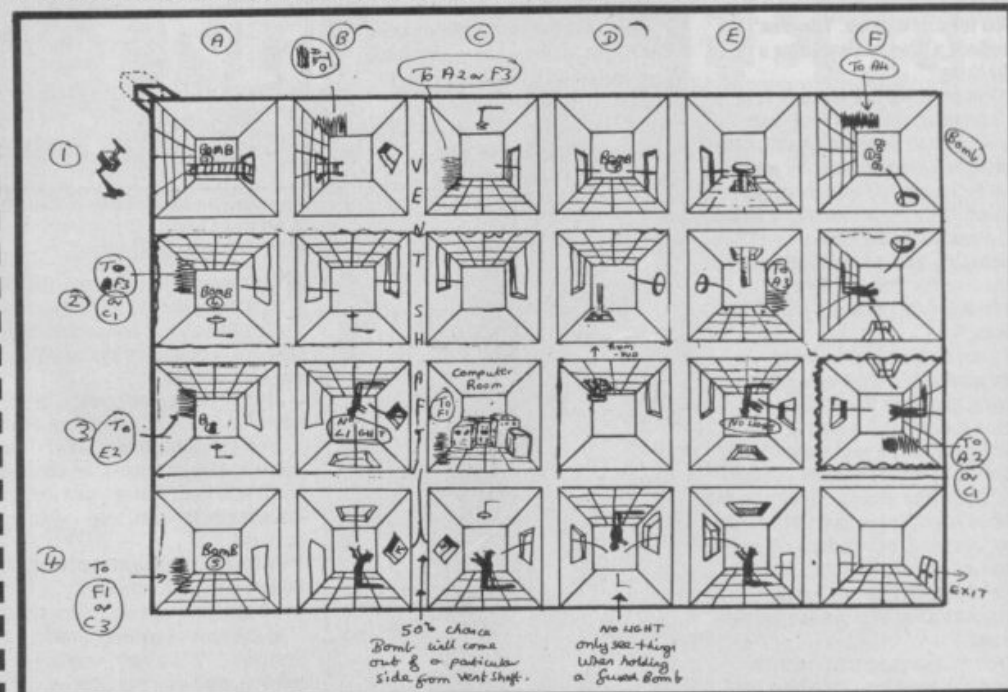 A B C D E F
To A2 or F3
To A4
1
BOMB
BOMB
BOMB
Bomb
VENT SHAFT
2
To F3 or C1
BOMB
To A3
from
3
To E2
NO LIGHT
Computer Room
To F1
NO LIGHT
To A2 or C1
4
To F1 or C3
Bomb
5
L
EXIT
50% chance
Bomb will come
out of a particular
side from Vent Shaft.
NO LIGHT
only see things
when holding
a fused Bomb